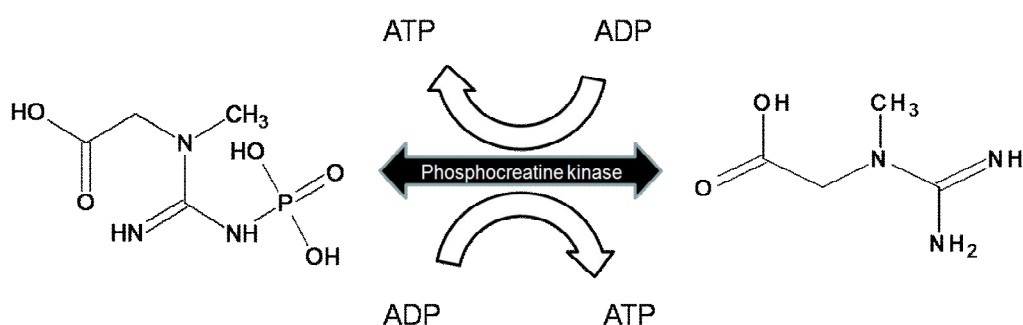 ATP ADP
HO
CH3
N
HO
O
P
O
HN
NH
OH
Phosphocreatine kinase
OH
CH3
O
N
NH
NH2
ADP ATP